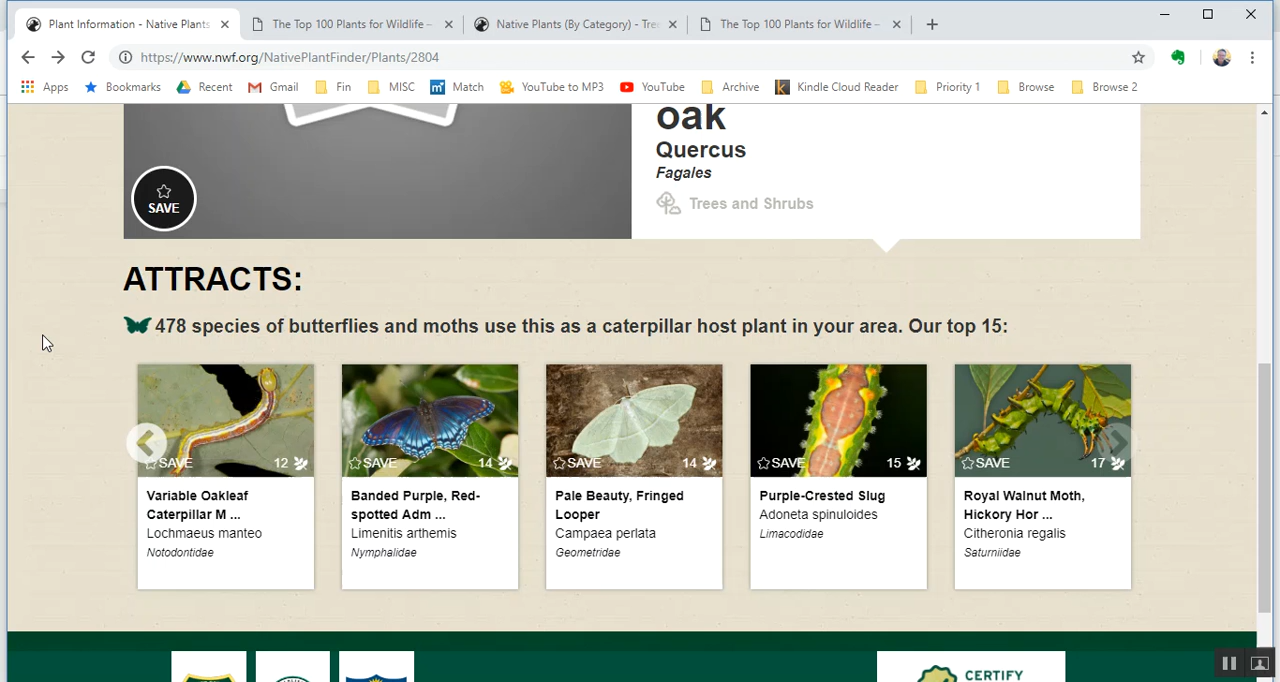 Plant Information - Native Plants
The Top 100 Plants for Wildlife –
Native Plants (By Category) - Tre
The Top 100 Plants for Wildlife –
https://www.nwf.org/NativePlantFinder/Plants/2804
Apps
Bookmarks
Recent
Gmail
Fin
MISC
Match
YouTube to MP3
YouTube
Archive
Kindle Cloud Reader
Priority 1
Browse
Browse 2
oak
Quercus
Fagales
Trees and Shrubs
SAVE
ATTRACTS:
478 species of butterflies and moths use this as a caterpillar host plant in your area. Our top 15:
SAVE 12
Variable Oakleaf
Caterpillar M ...
Lochmaeus manteo
Notodontidae
SAVE 14
Banded Purple, Red-
spotted Adm ...
Limenitis arthemis
Nymphalidae
SAVE 14
Pale Beauty, Fringed
Looper
Campaea perlata
Geometridae
SAVE 15
Purple-Crested Slug
Adoneta spinuloides
Limacodidae
SAVE 17
Royal Walnut Moth,
Hickory Hor ...
Citheronia regalis
Saturniidae
CERTIFY